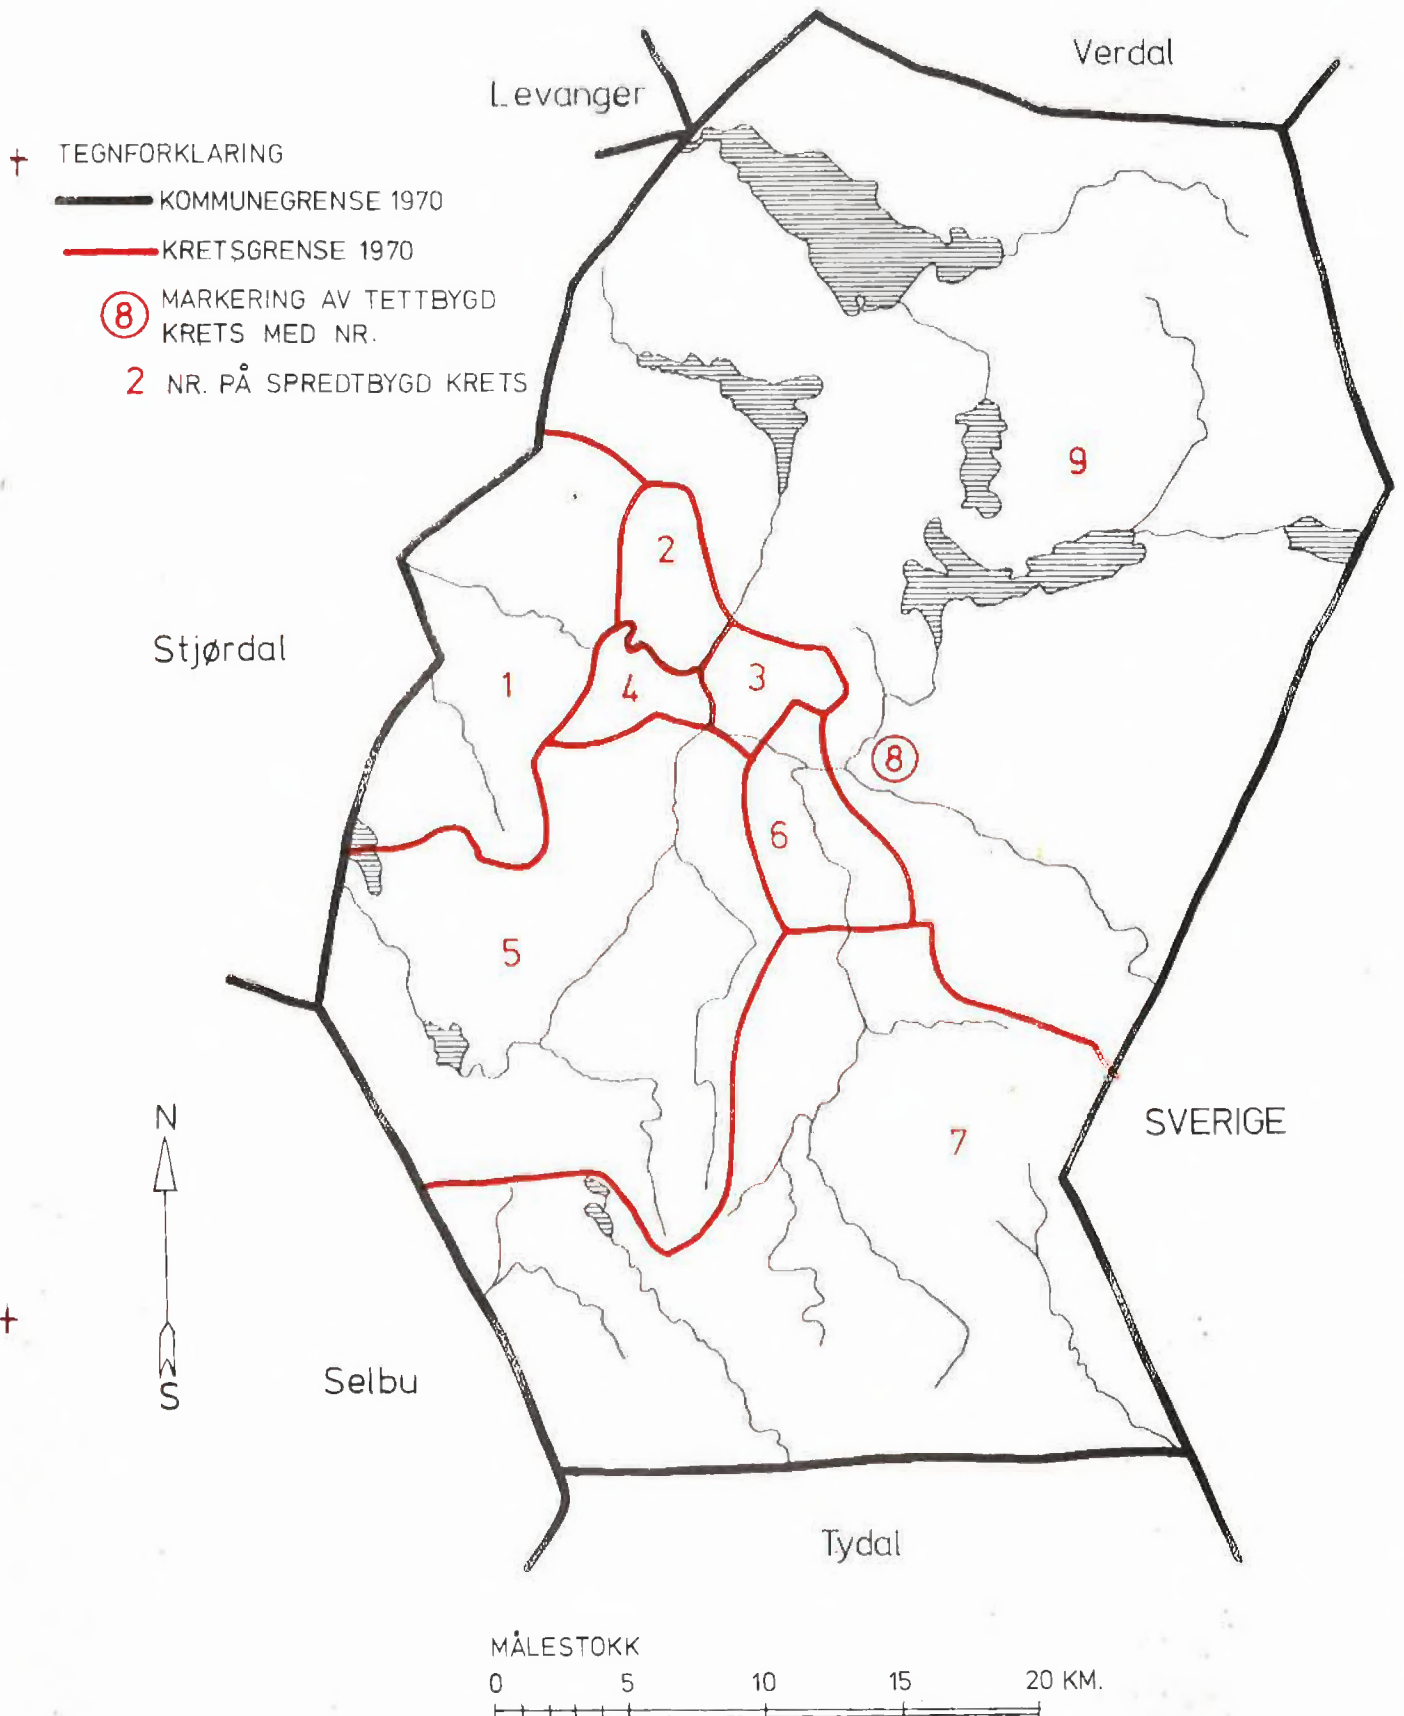 Verdal
Levanger
TEGNFORKLARING
KOMMUNEGRENSE 1970
KRETSGRENSE 1970
8 MARKERING AV TETTBYGD
KRETS MED NR.
2 NR. PÅ SPREDTBYGD KRETS
9
2
Stjørdal
1
4
3
8
6
5
N
SVERIGE
7
S
Selbu
Tydal
MÅLESTOKK
0 5 10 15 20 KM.